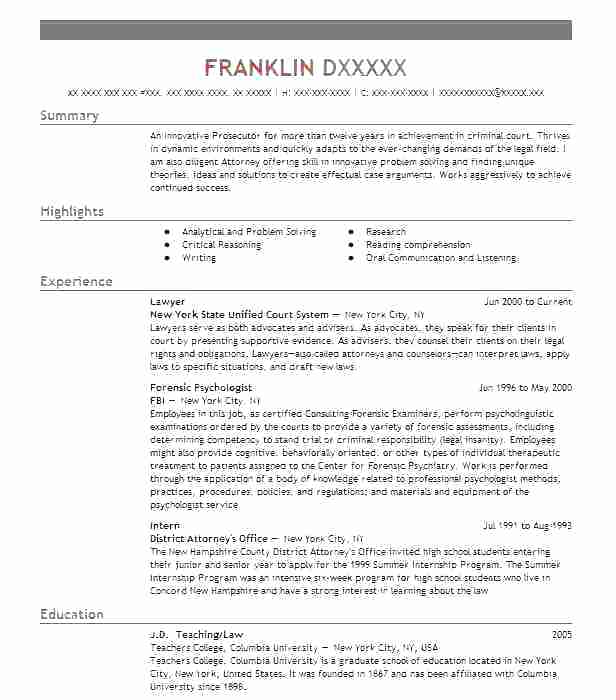 FRANKLIN DXXXXX
xx xxxx xxx xxx #xxx, xxx xxxx xxxx, xx xxxxx | H: xxx-xxx-xxxx | C: xxx-xxx-xxxx | xxxxxxxxxxx@xxxxx.xxx
Summary
An innovative Prosecutor for more than twelve years in achievement in criminal court. Thrives
in dynamic environments and quickly adapts to the ever-changing demands of the legal field. I
am also diligent Attorney offering skill in innovative problem solving and finding unique
theories, ideas and solutions to create effectual case arguments. Works aggressively to achieve
continued success.
Highlights
• Analytical and Problem Solving • Research
• Critical Reasoning • Reading comprehension
• Writing • Oral Communication and Listening.
Experience
Lawyer Jun 2000 to Current
New York State Unified Court System — New York City, NY
Lawyers serve as both advocates and advisers. As advocates, they speak for their clients in
court by presenting supportive evidence. As advisers, they counsel their clients on their legal
rights and obligations. Lawyers—also called attorneys and counselors—can interpret laws, apply
laws to specific situations, and draft new laws.
Forensic Psychologist Jun 1996 to May 2000
FBI — New York City, NY
Employees in this job, as certified Consulting Forensic Examiners, perform psycholinguistic
examinations ordered by the courts to provide a variety of forensic assessments, including
determining competency to stand trial or criminal responsibility (legal insanity). Employees
might also provide cognitive, behaviorally oriented, or other types of individual therapeutic
treatment to patients assigned to the Center for Forensic Psychiatry. Work is performed
through the application of a body of knowledge related to professional psychologist methods,
practices, procedures, policies, and regulations; and materials and equipment of the
psychologist service
Intern Jul 1991 to Aug 1993
District Attorney's Office — New York City, NY
The New Hampshire County District Attorney's Office invited high school students entering
their junior and senior year to apply for the 1999 Summer Internship Program. The Summer
Internship Program was an intensive six-week program for high school students who live in
Concord New Hampshire and have a strong interest in learning about the law
Education
J.D. Teaching/Law 2005
Teachers College, Columbia University — New York City, NY, USA
Teachers College, Columbia University is a graduate school of education located in New York
City, New York, United States. It was founded in 1887 and has been affiliated with Columbia
University since 1898.